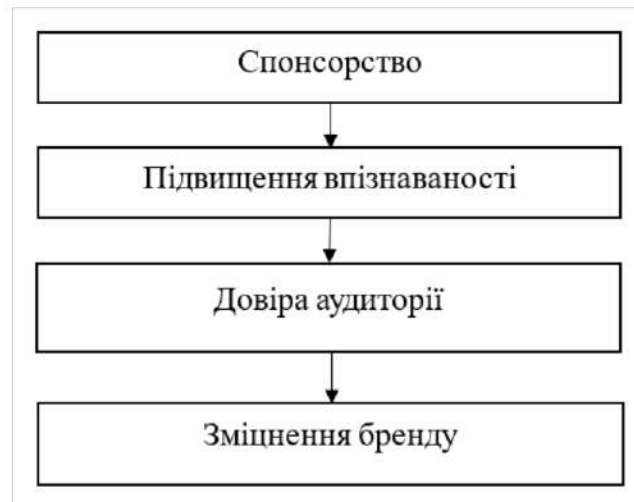 Спонсорство
Підвищення впізнаваності
Довіра аудиторії
Зміцнення бренду